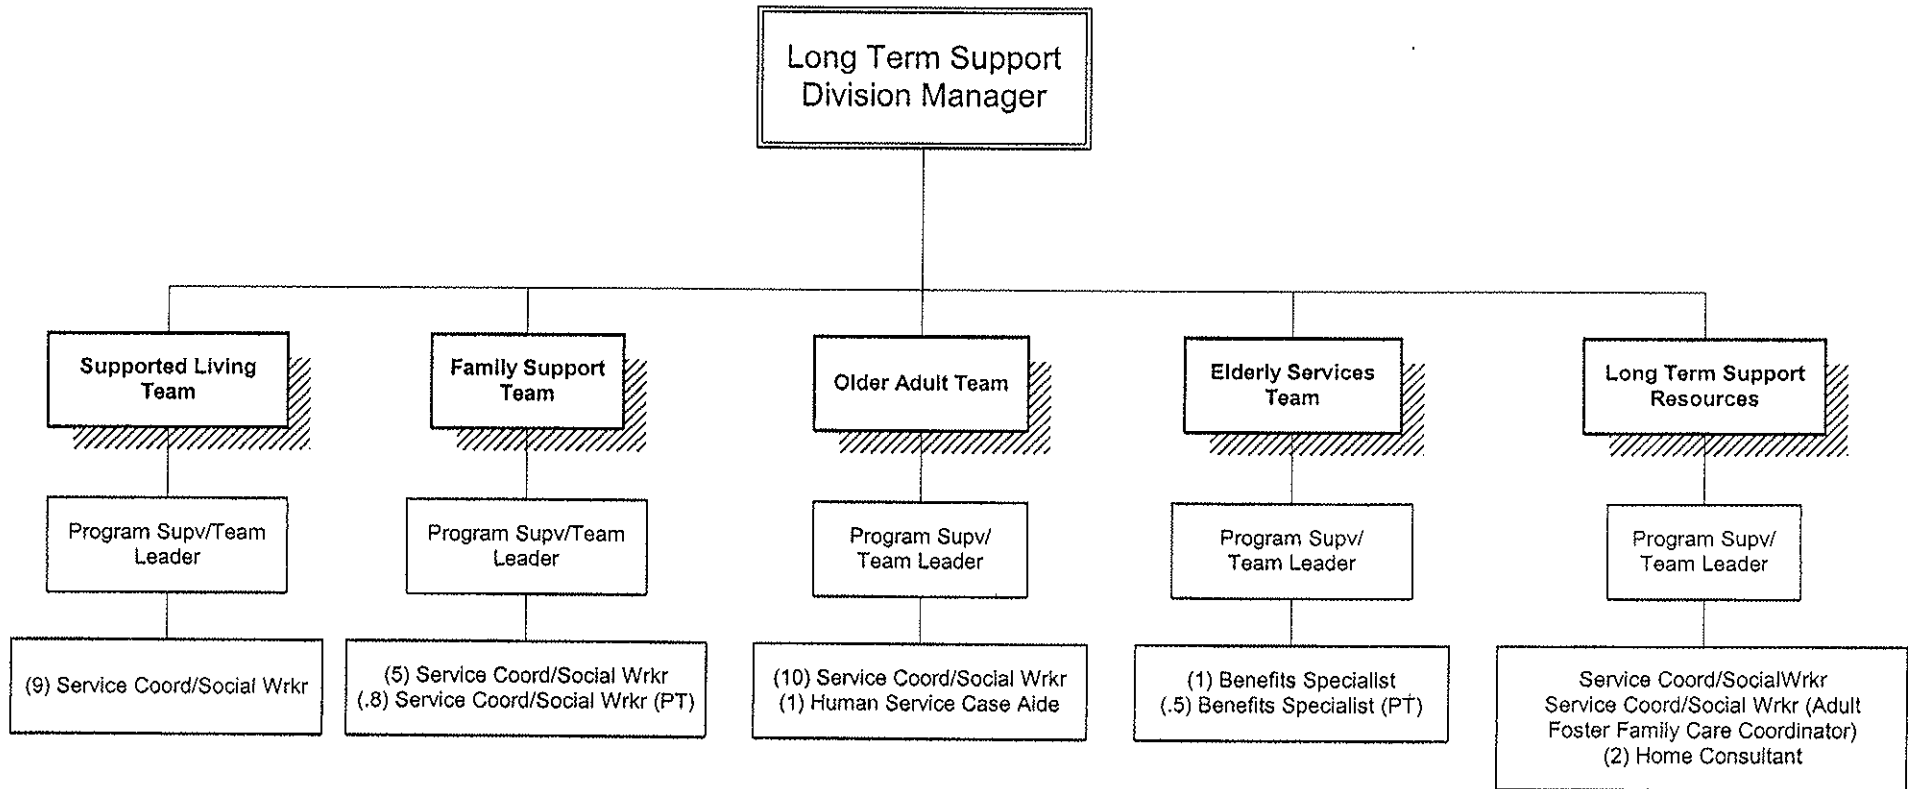 Long Term Support
Division Manager
Supported Living
Team
Family Support
Team
Older Adult Team
Elderly Services
Team
Long Term Support
Resources
Program Supv/Team
Leader
Program Supv/Team
Leader
Program Supv/
Team Leader
Program Supv/
Team Leader
Program Supv/
Team Leader
(9) Service Coord/Social Wrkr
(5) Service Coord/Social Wrkr
(.8) Service Coord/Social Wrkr (PT)
(10) Service Coord/Social Wrkr
(1) Human Service Case Aide
(1) Benefits Specialist
(.5) Benefits Specialist (PT)
Service Coord/SocialWrkr
Service Coord/Social Wrkr (Adult
Foster Family Care Coordinator)
(2) Home Consultant